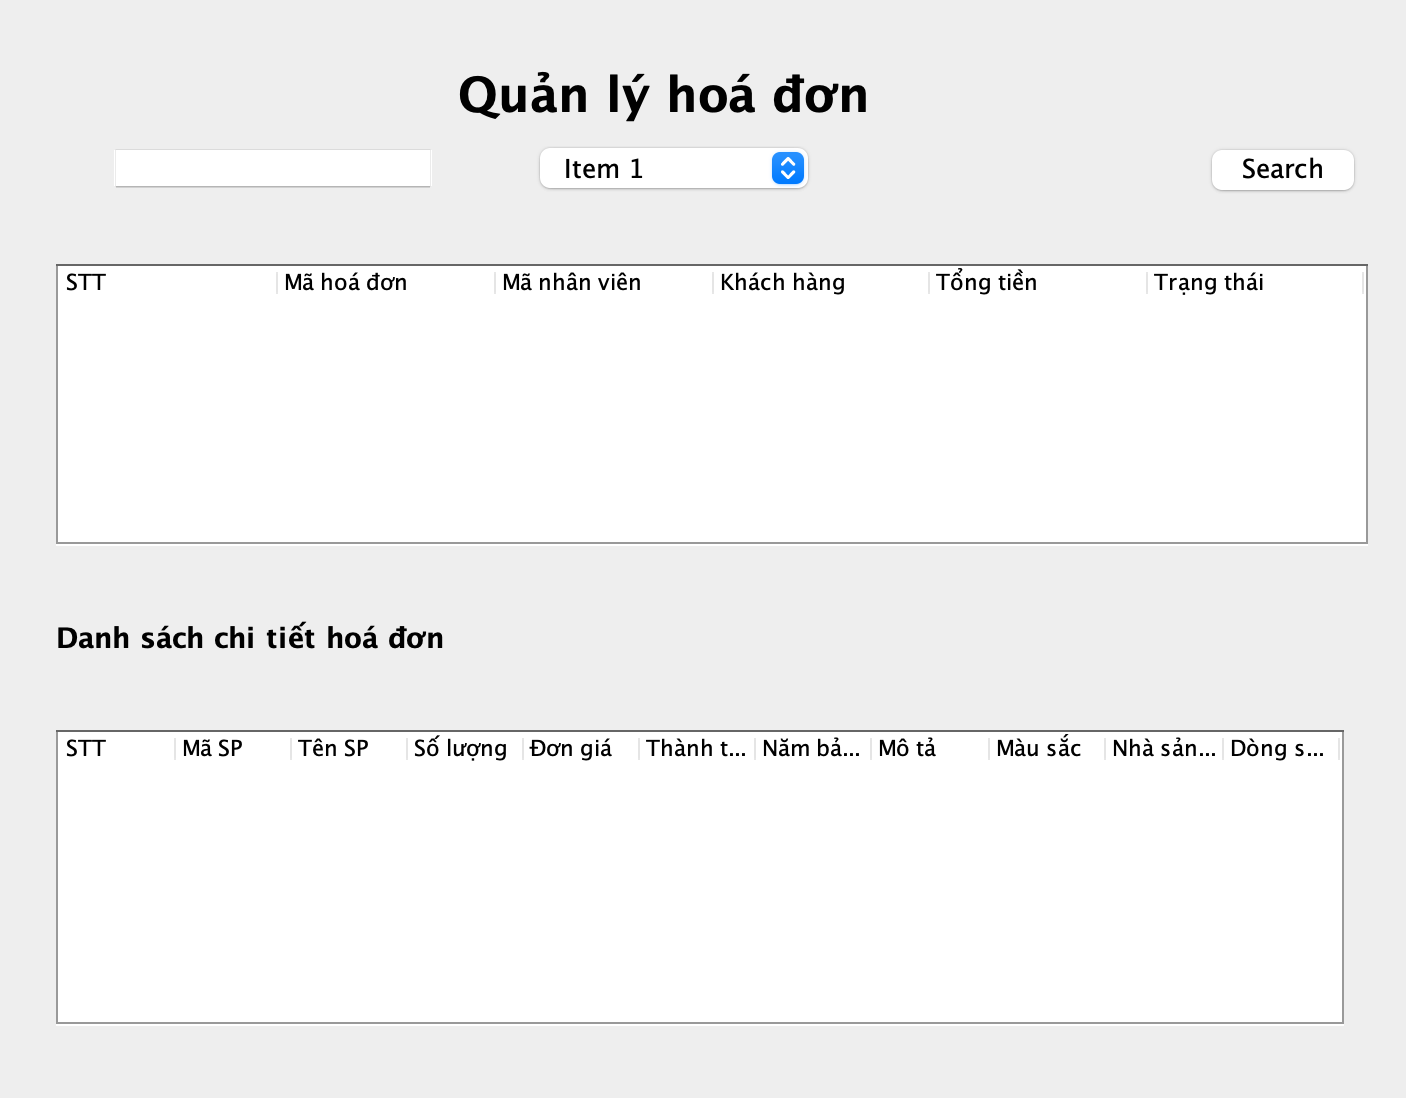 Quản lý hoá đơn
Item 1 Search
STT Mã hoá đơn Mã nhân viên Khách hàng Tổng tiền Trạng thái
Danh sách chi tiết hoá đơn
STT Mã SP Tên SP Số lượng Đơn giá Thành t... Năm bả... Mô tả Màu sắc Nhà sản... Dòng s...